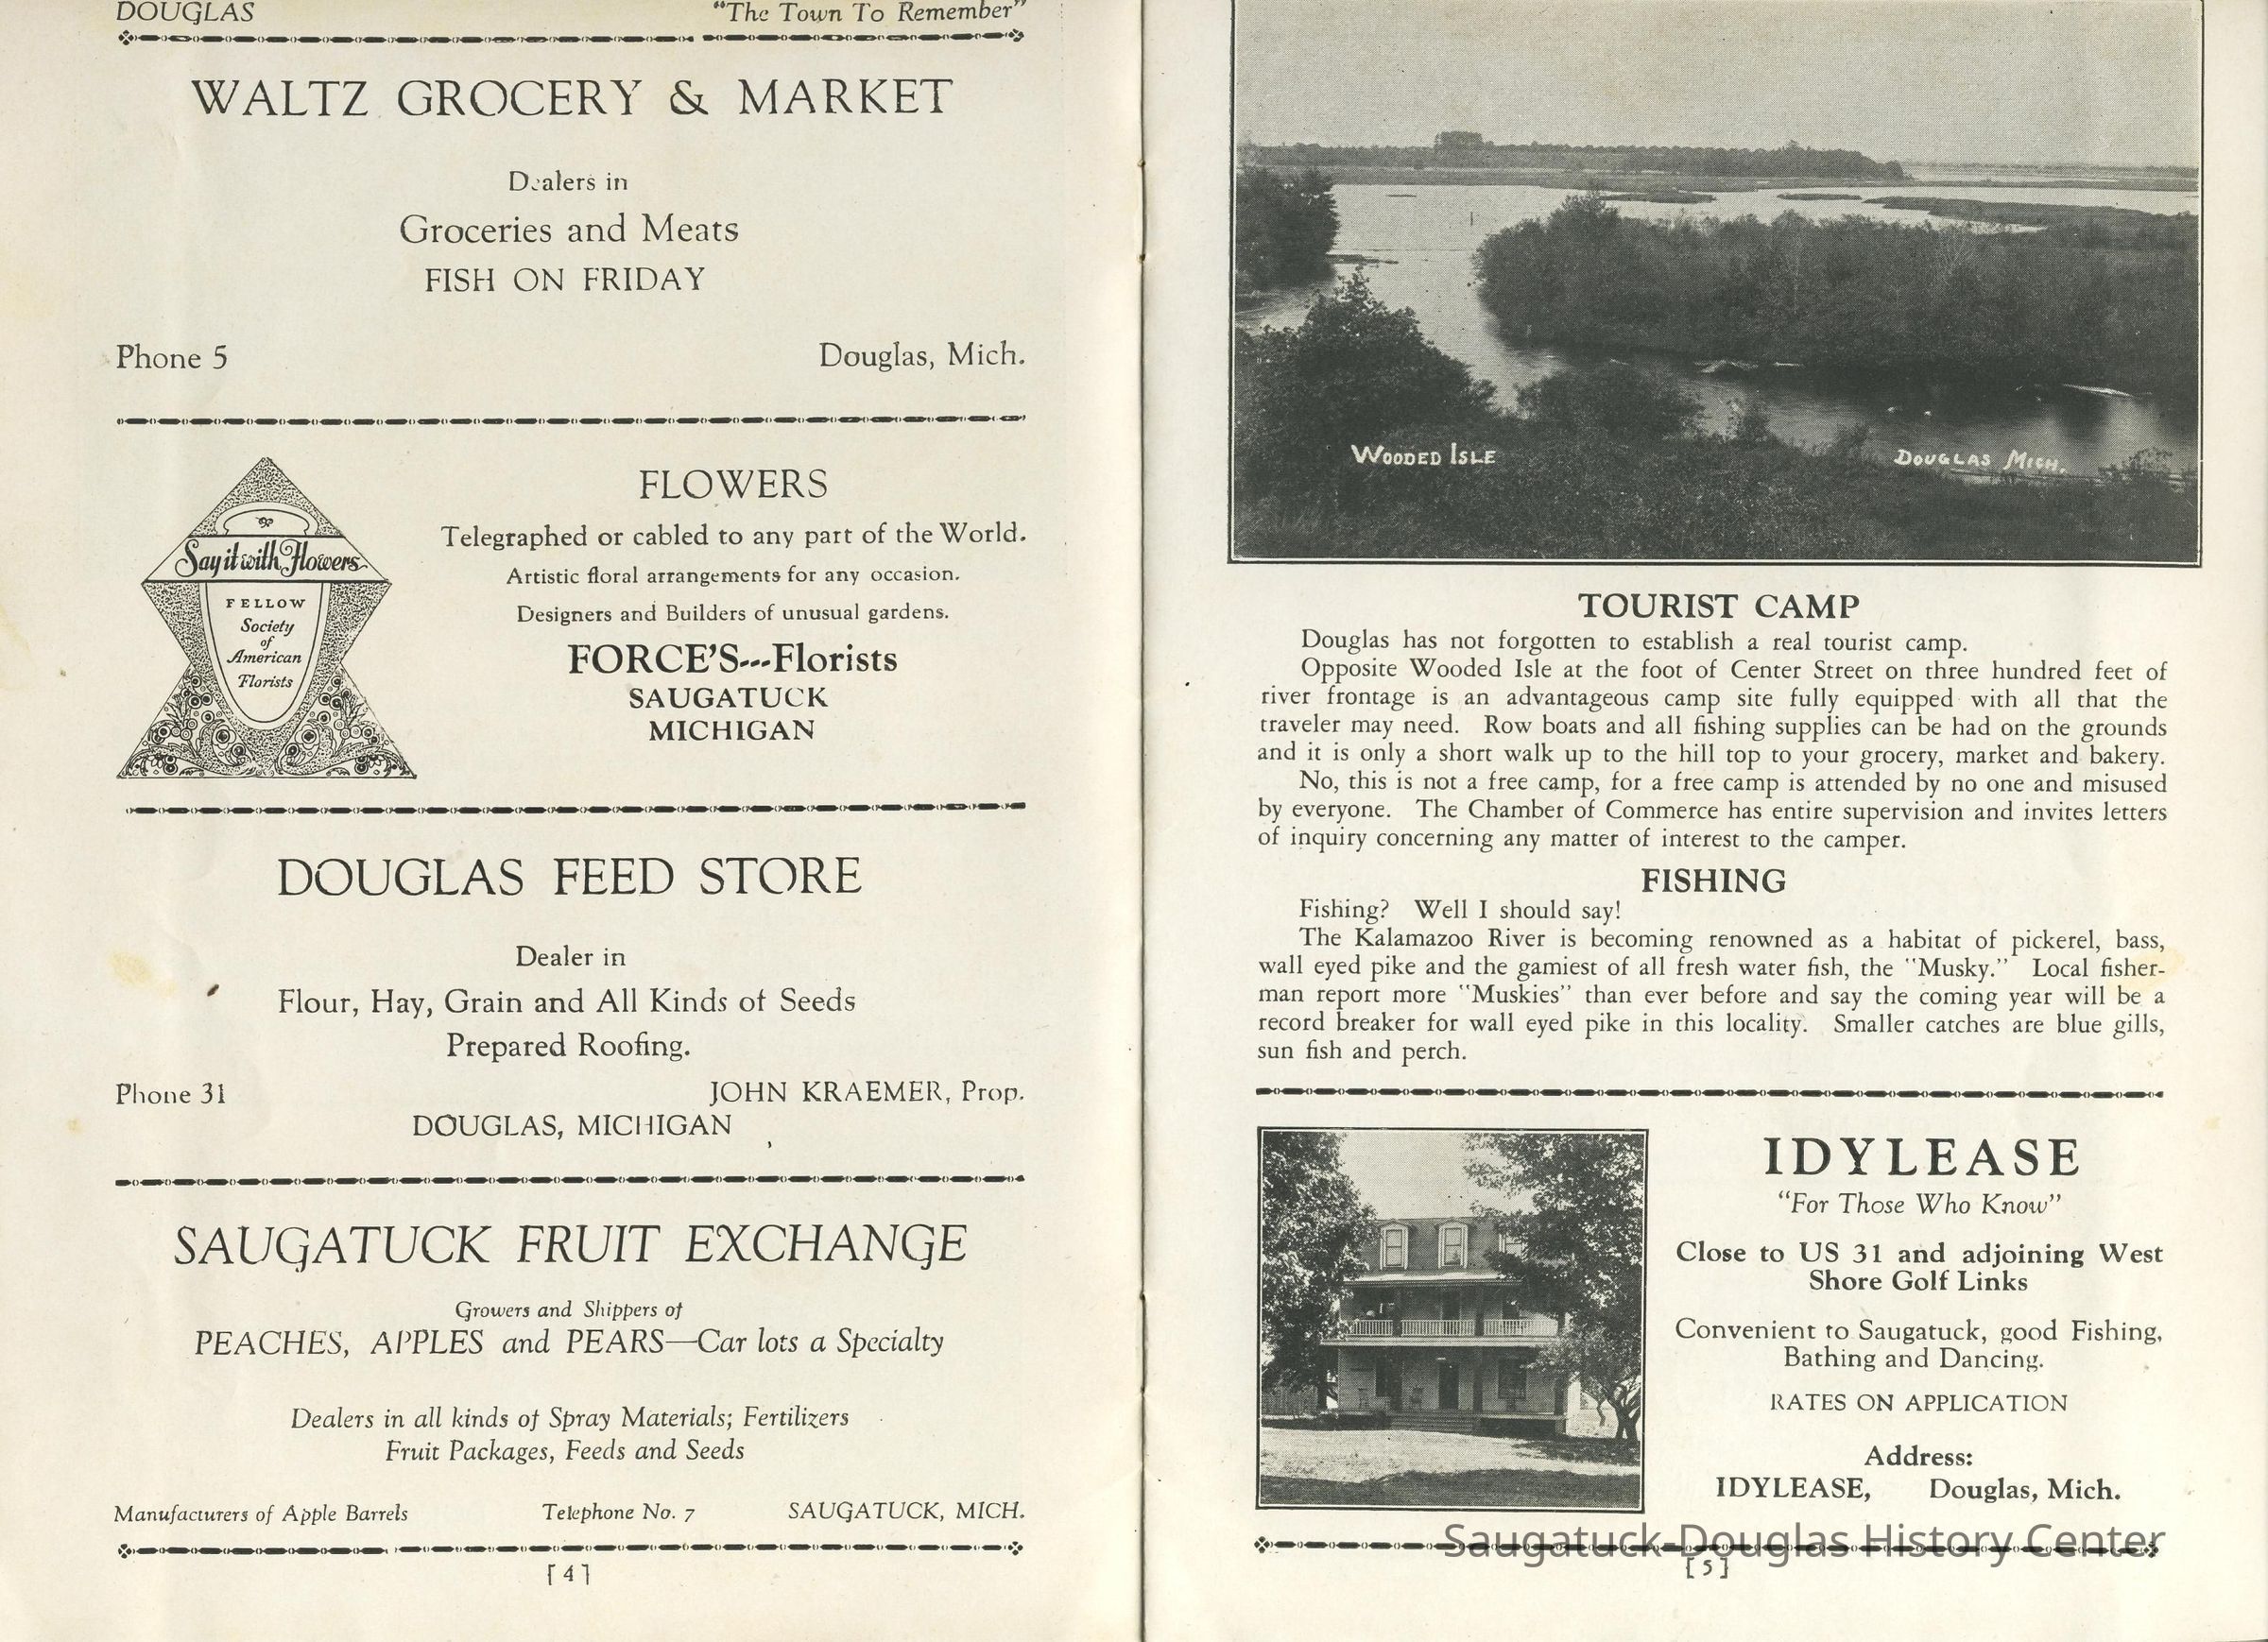 DOUGLAS "The Town To Remember"
WALTZ GROCERY & MARKET
Dealers in
Groceries and Meats
FISH ON FRIDAY
Phone 5 Douglas, Mich.
Say it with Flowers
FELLOW
Society
of
American
Florists
FLOWERS
Telegraphed or cabled to any part of the World.
Artistic floral arrangements for any occasion.
Designers and Builders of unusual gardens.
FORCE'S---Florists
SAUGATUCK
MICHIGAN
DOUGLAS FEED STORE
Dealer in
Flour, Hay, Grain and All Kinds of Seeds
Prepared Roofing.
Phone 31 JOHN KRAEMER, Prop.
DOUGLAS, MICHIGAN
SAUGATUCK FRUIT EXCHANGE
Growers and Shippers of
PEACHES, APPLES and PEARS—Car lots a Specialty
Dealers in all kinds of Spray Materials; Fertilizers
Fruit Packages, Feeds and Seeds
Manufacturers of Apple Barrels Telephone No. 7 SAUGATUCK, MICH.
[4]
WOODED ISLE DOUGLAS MICH.
TOURIST CAMP
Douglas has not forgotten to establish a real tourist camp.
Opposite Wooded Isle at the foot of Center Street on three hundred feet of
river frontage is an advantageous camp site fully equipped with all that the
traveler may need. Row boats and all fishing supplies can be had on the grounds
and it is only a short walk up to the hill top to your grocery, market and bakery.
No, this is not a free camp, for a free camp is attended by no one and misused
by everyone. The Chamber of Commerce has entire supervision and invites letters
of inquiry concerning any matter of interest to the camper.
FISHING
Fishing? Well I should say!
The Kalamazoo River is becoming renowned as a habitat of pickerel, bass,
wall eyed pike and the gamiest of all fresh water fish, the "Musky." Local fisher-
man report more "Muskies" than ever before and say the coming year will be a
record breaker for wall eyed pike in this locality. Smaller catches are blue gills,
sun fish and perch.
IDYLEASE
"For Those Who Know"
Close to US 31 and adjoining West
Shore Golf Links
Convenient to Saugatuck, good Fishing,
Bathing and Dancing.
RATES ON APPLICATION
Address:
IDYLEASE, Douglas, Mich.
Saugatuck-Douglas History Center
[5]